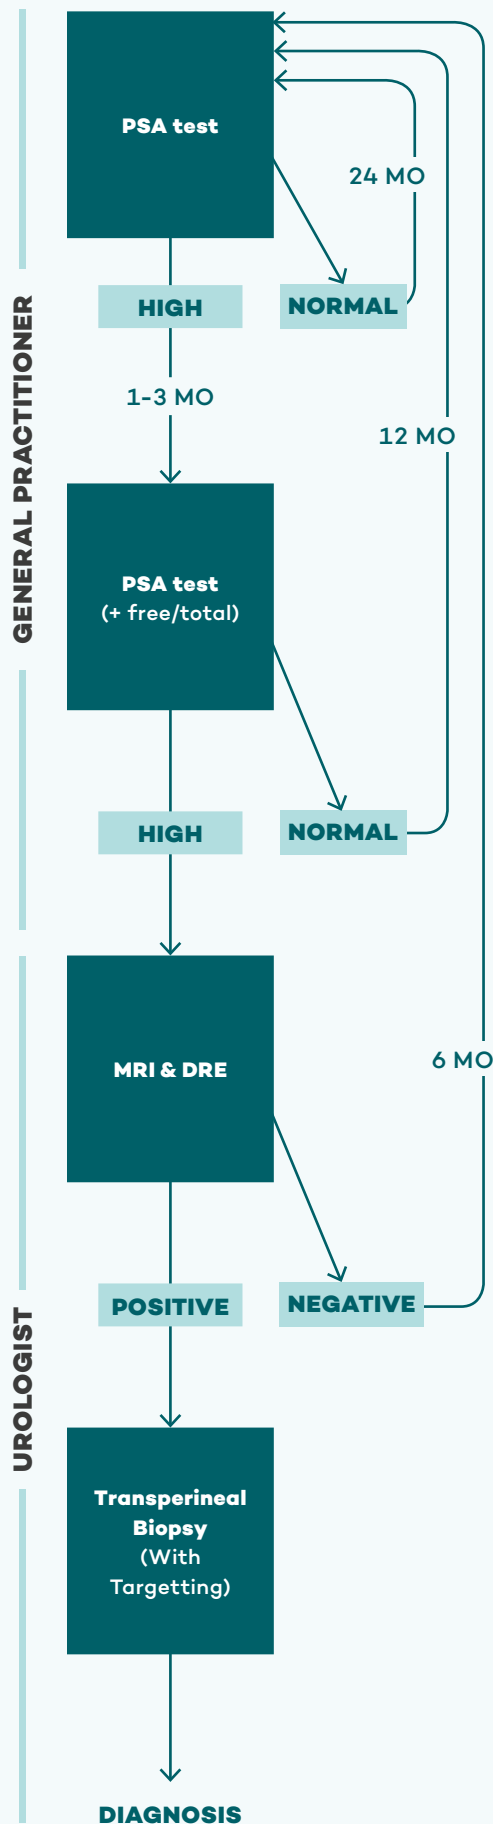 PSA test
24 MO
HIGH
NORMAL
1-3 MO
GENERAL PRACTITIONER
12 MO
PSA test
(+ free/total)
HIGH
NORMAL
MRI & DRE
6 MO
POSITIVE
NEGATIVE
UROLOGIST
Transperineal
Biopsy
(With
Targetting)
DIAGNOSIS